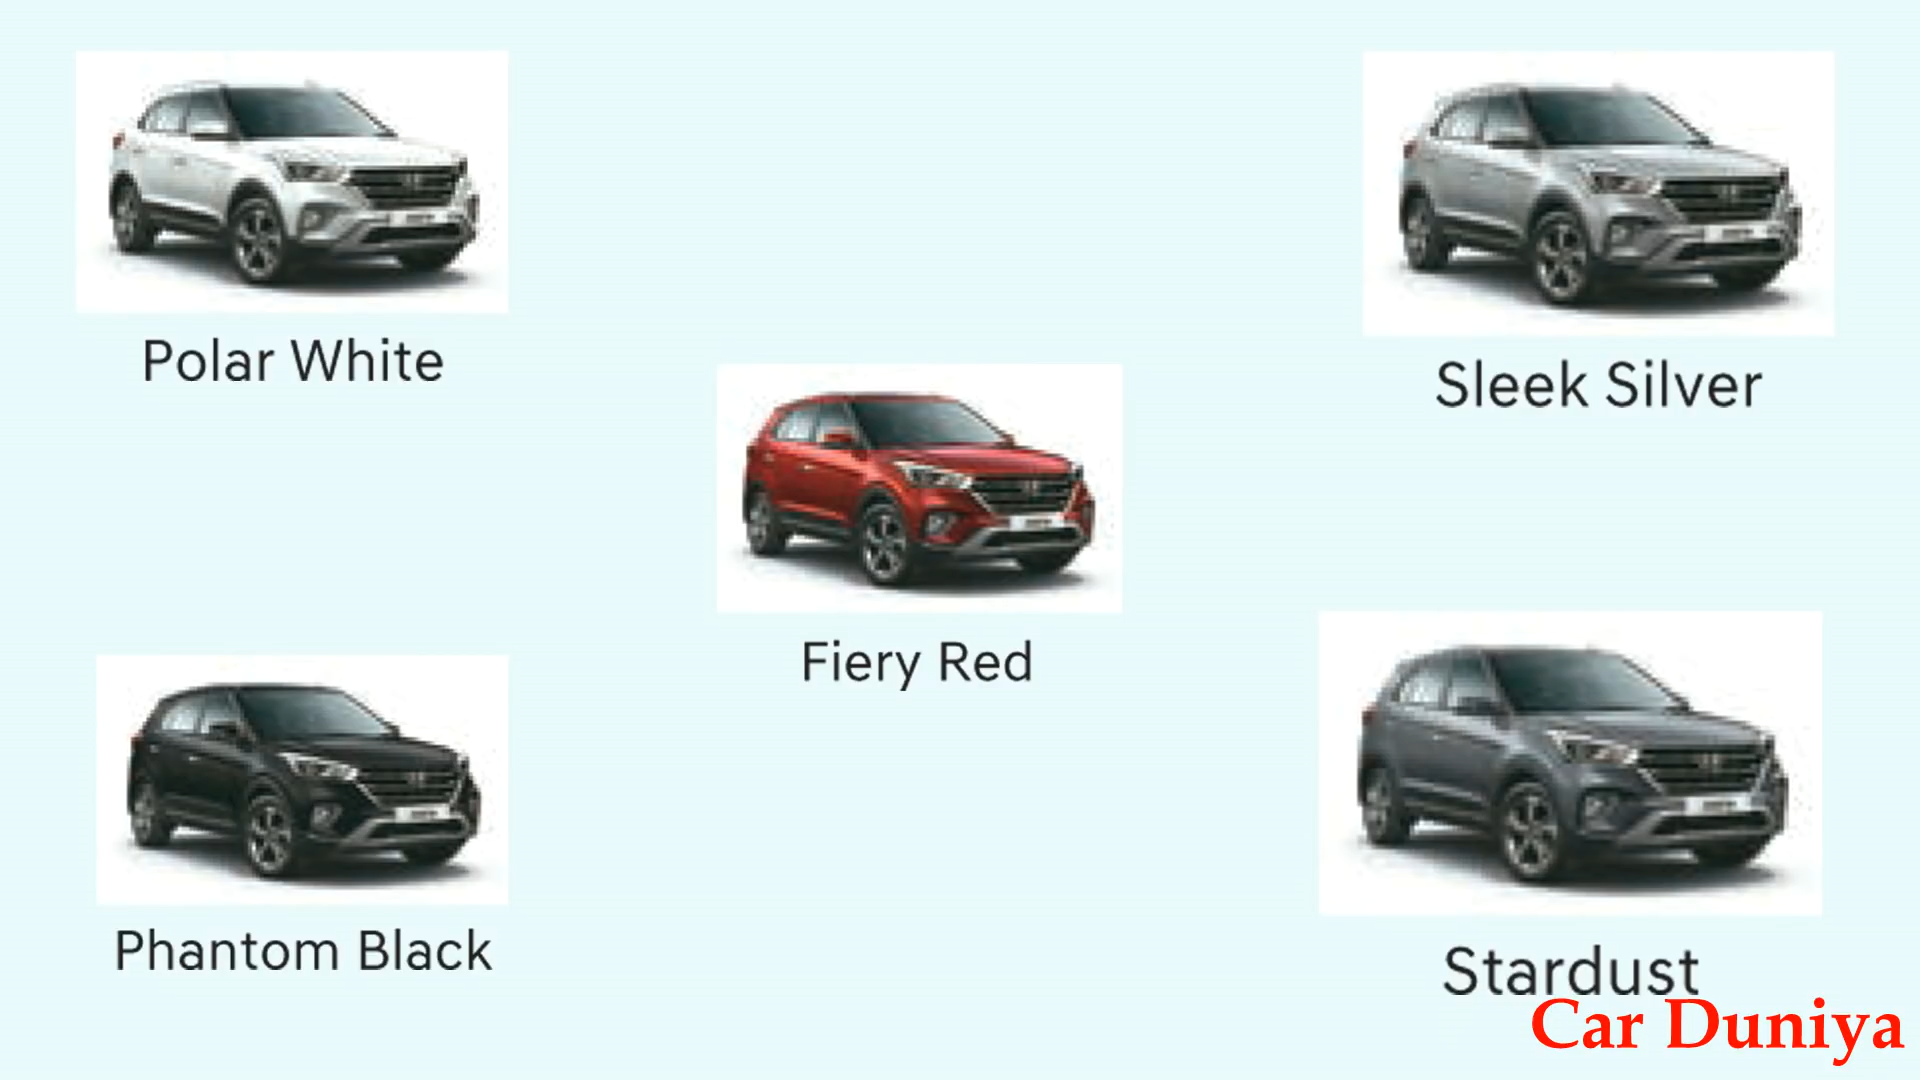 Polar White
Sleek Silver
Fiery Red
Phantom Black
Stardust
Car Duniya